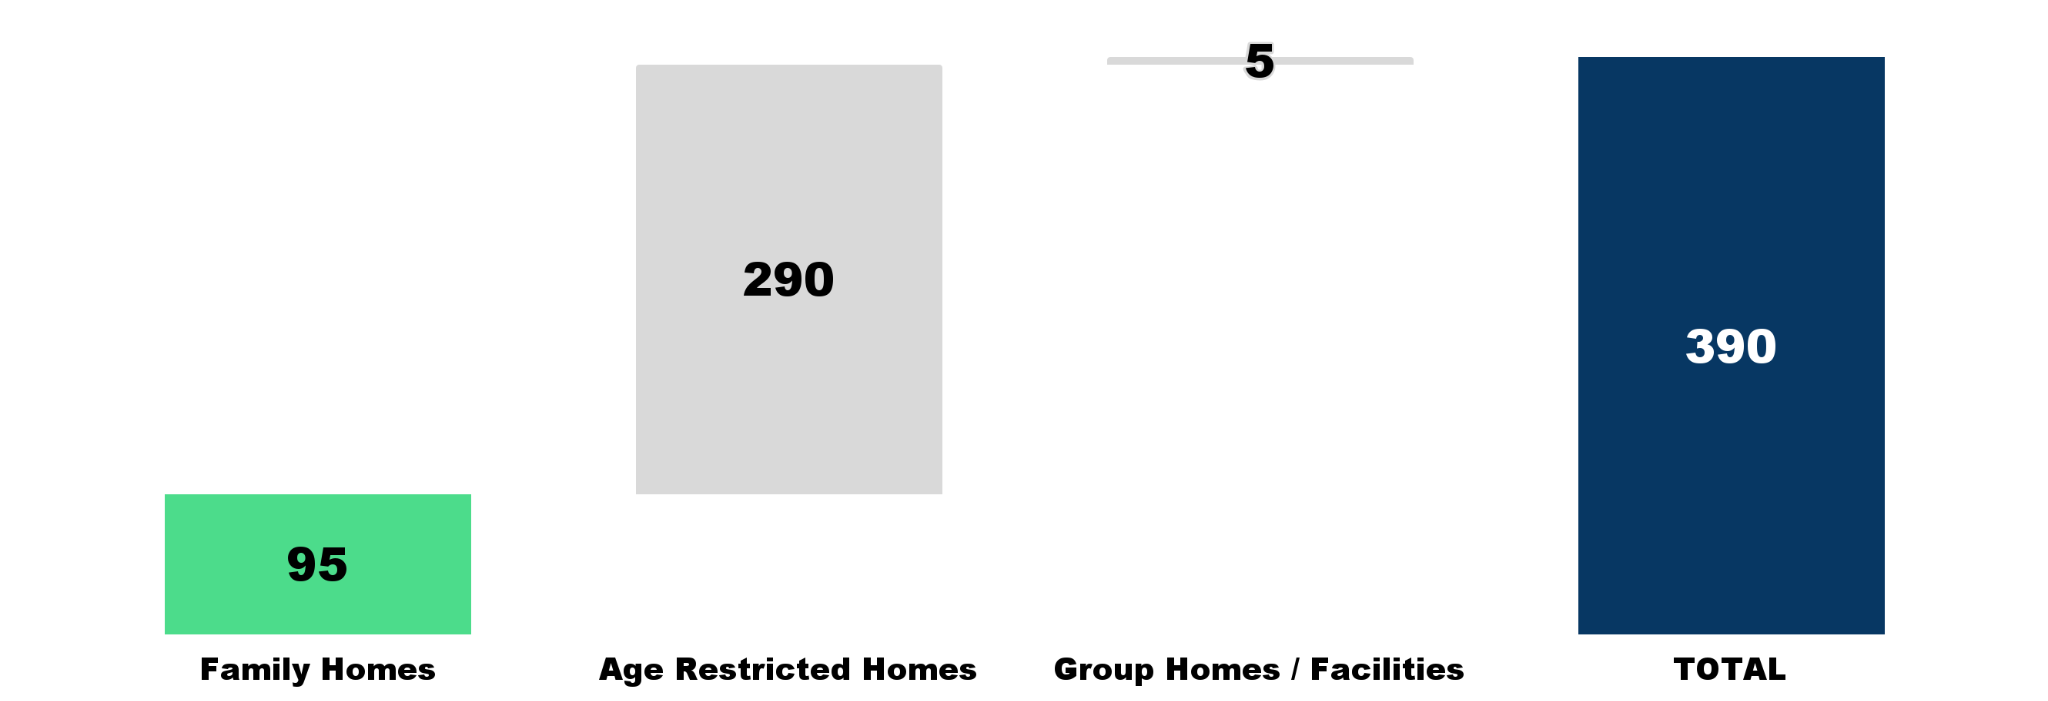 5
290
390
95
Family Homes
Age Restricted Homes
Group Homes / Facilities
TOTAL